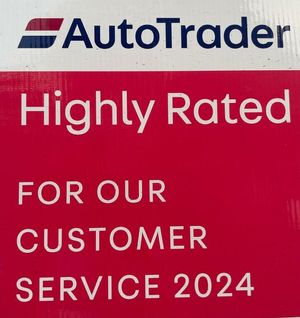 AutoTrader
Highly Rated
FOR OUR
CUSTOMER
SERVICE 2024